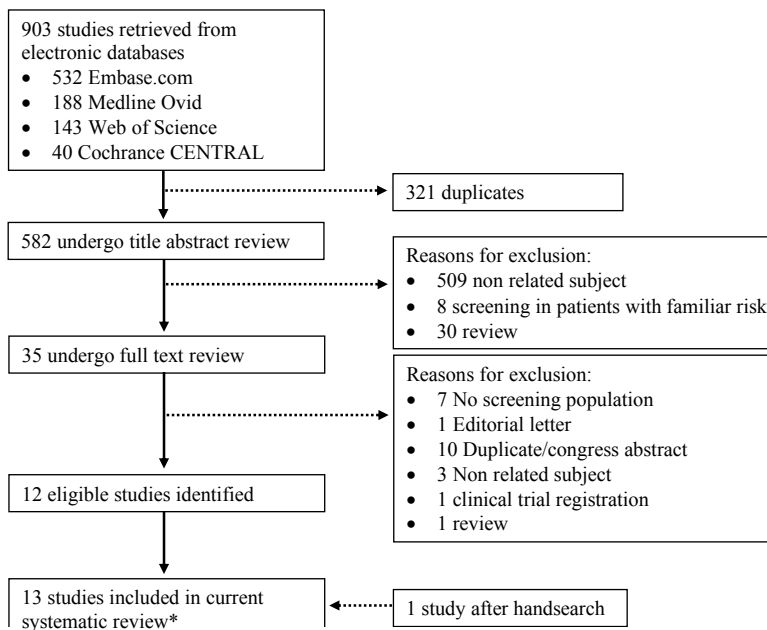 903 studies retrieved from
electronic databases
• 532 Embase.com
• 188 Medline Ovid
• 143 Web of Science
• 40 Cochrance CENTRAL
321 duplicates
582 undergo title abstract review
Reasons for exclusion:
• 509 non related subject
• 8 screening in patients with familiar risk
• 30 review
35 undergo full text review
Reasons for exclusion:
• 7 No screening population
• 1 Editorial letter
• 10 Duplicate/congress abstract
• 3 Non related subject
• 1 clinical trial registration
• 1 review
12 eligible studies identified
13 studies included in current
systematic review*
1 study after handsearch